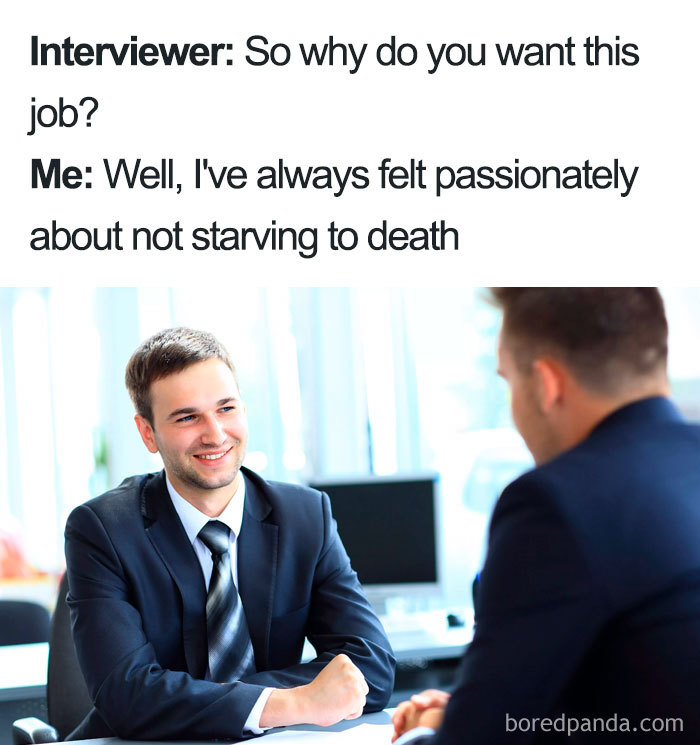 Interviewer: So why do you want this
job?
Me: Well, I've always felt passionately
about not starving to death
boredpanda.com